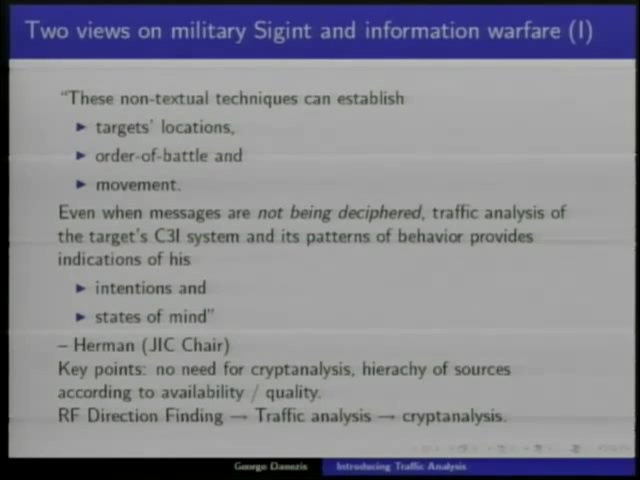 Two views on military Sigint and information warfare (I)
“These non-textual techniques can establish
▶ targets' locations,
▶ order-of-battle and
▶ movement.
Even when messages are not being deciphered, traffic analysis of
the target's C3I system and its patterns of behavior provides
indications of his
▶ intentions and
▶ states of mind”
– Herman (JIC Chair)
Key points: no need for cryptanalysis, hierachy of sources
according to availability / quality.
RF Direction Finding → Traffic analysis → cryptanalysis.
George Danezis
Introducing Traffic Analysis